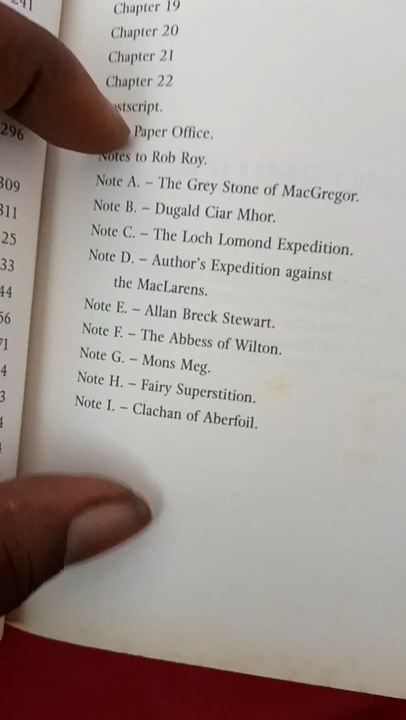 241
Chapter 19
Chapter 20
Chapter 21
Chapter 22
296
Paper Office.
Notes to Rob Roy.
309
Note A. – The Grey Stone of MacGregor.
311
Note B. – Dugald Ciar Mhor.
25
Note C. – The Loch Lomond Expedition.
33
Note D. – Author's Expedition against
the MacLarens.
44
Note E. – Allan Breck Stewart.
56
Note F. – The Abbess of Wilton.
71
Note G. – Mons Meg.
4
Note H. – Fairy Superstition.
3
Note I. – Clachan of Aberfoil.